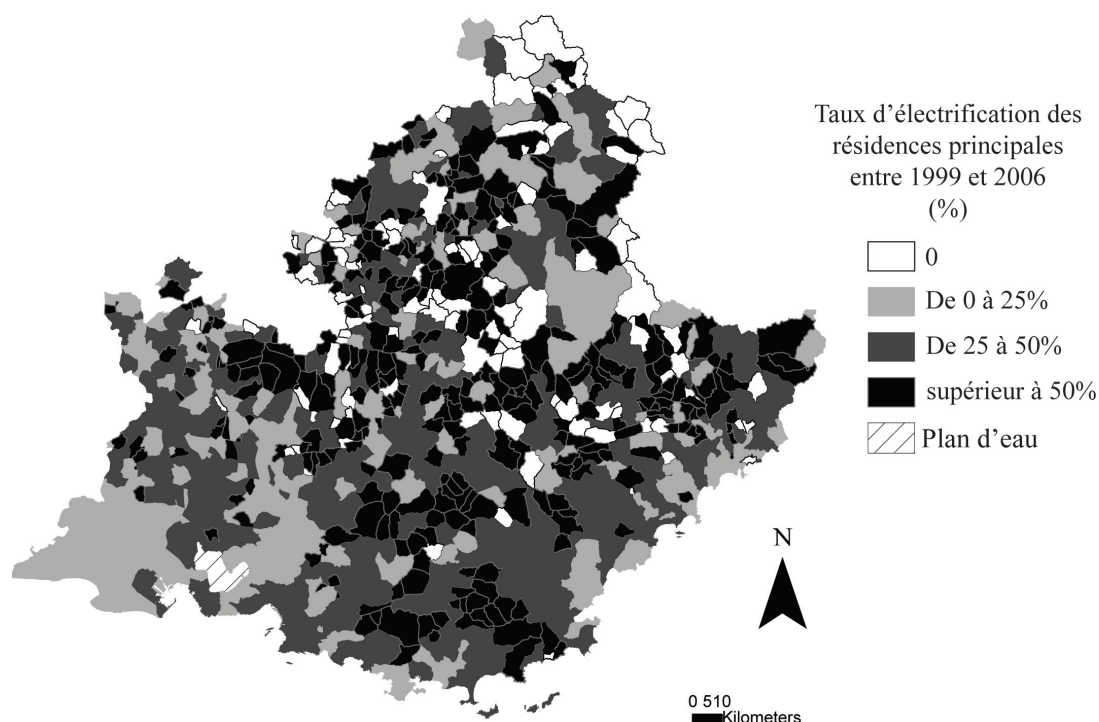 Taux d’électrification des
résidences principales
entre 1999 et 2006
(%)
0
De 0 à 25%
De 25 à 50%
supérieur à 50%
Plan d’eau
N
0 510
Kilometers